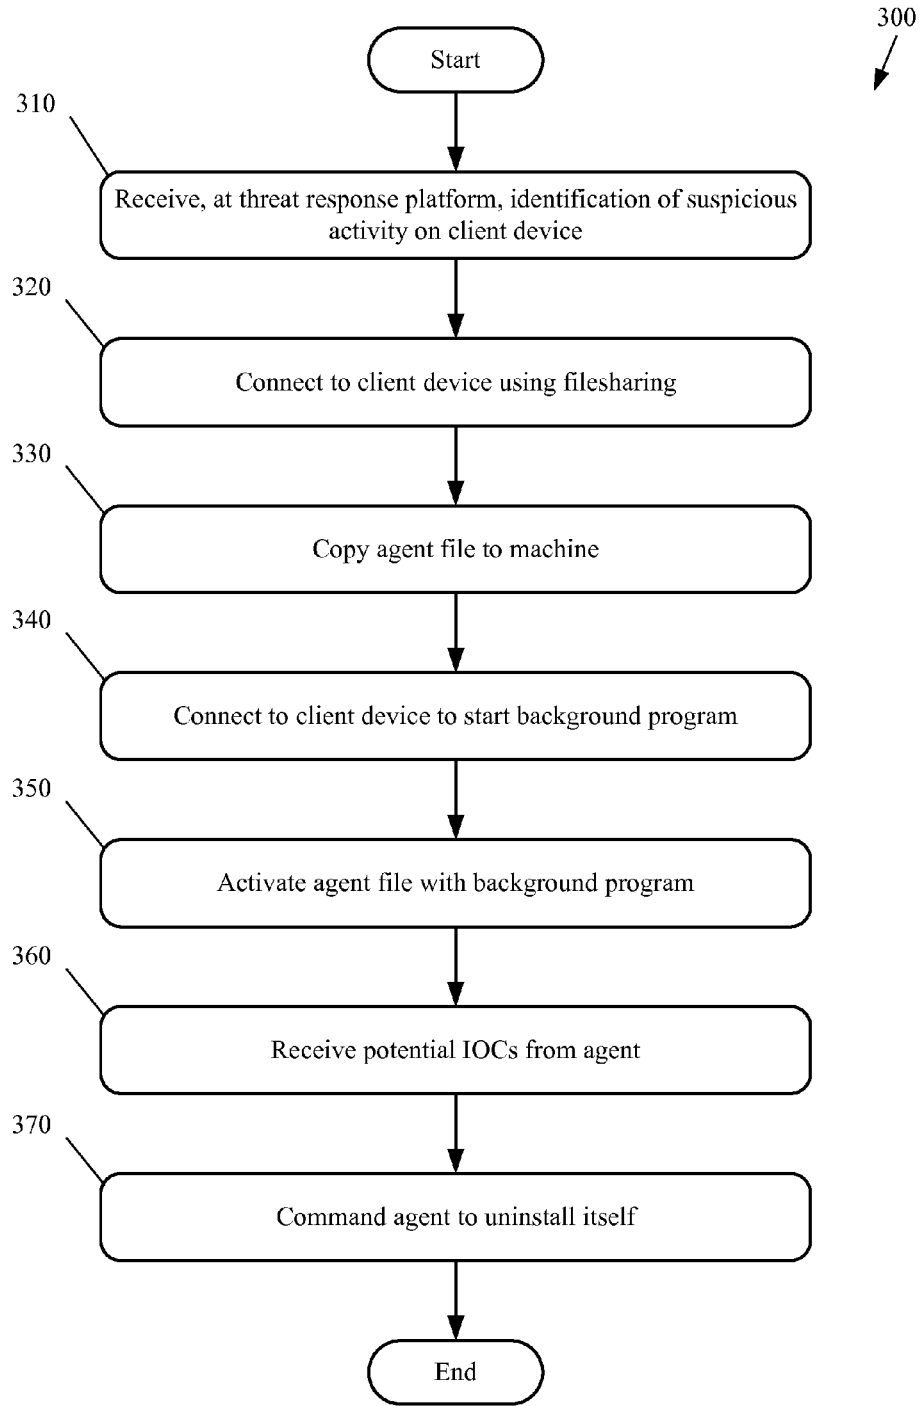 300
Start
310
Receive, at threat response platform, identification of suspicious
activity on client device
320
Connect to client device using filesharing
330
Copy agent file to machine
340
Connect to client device to start background program
350
Activate agent file with background program
360
Receive potential IOCs from agent
370
Command agent to uninstall itself
End